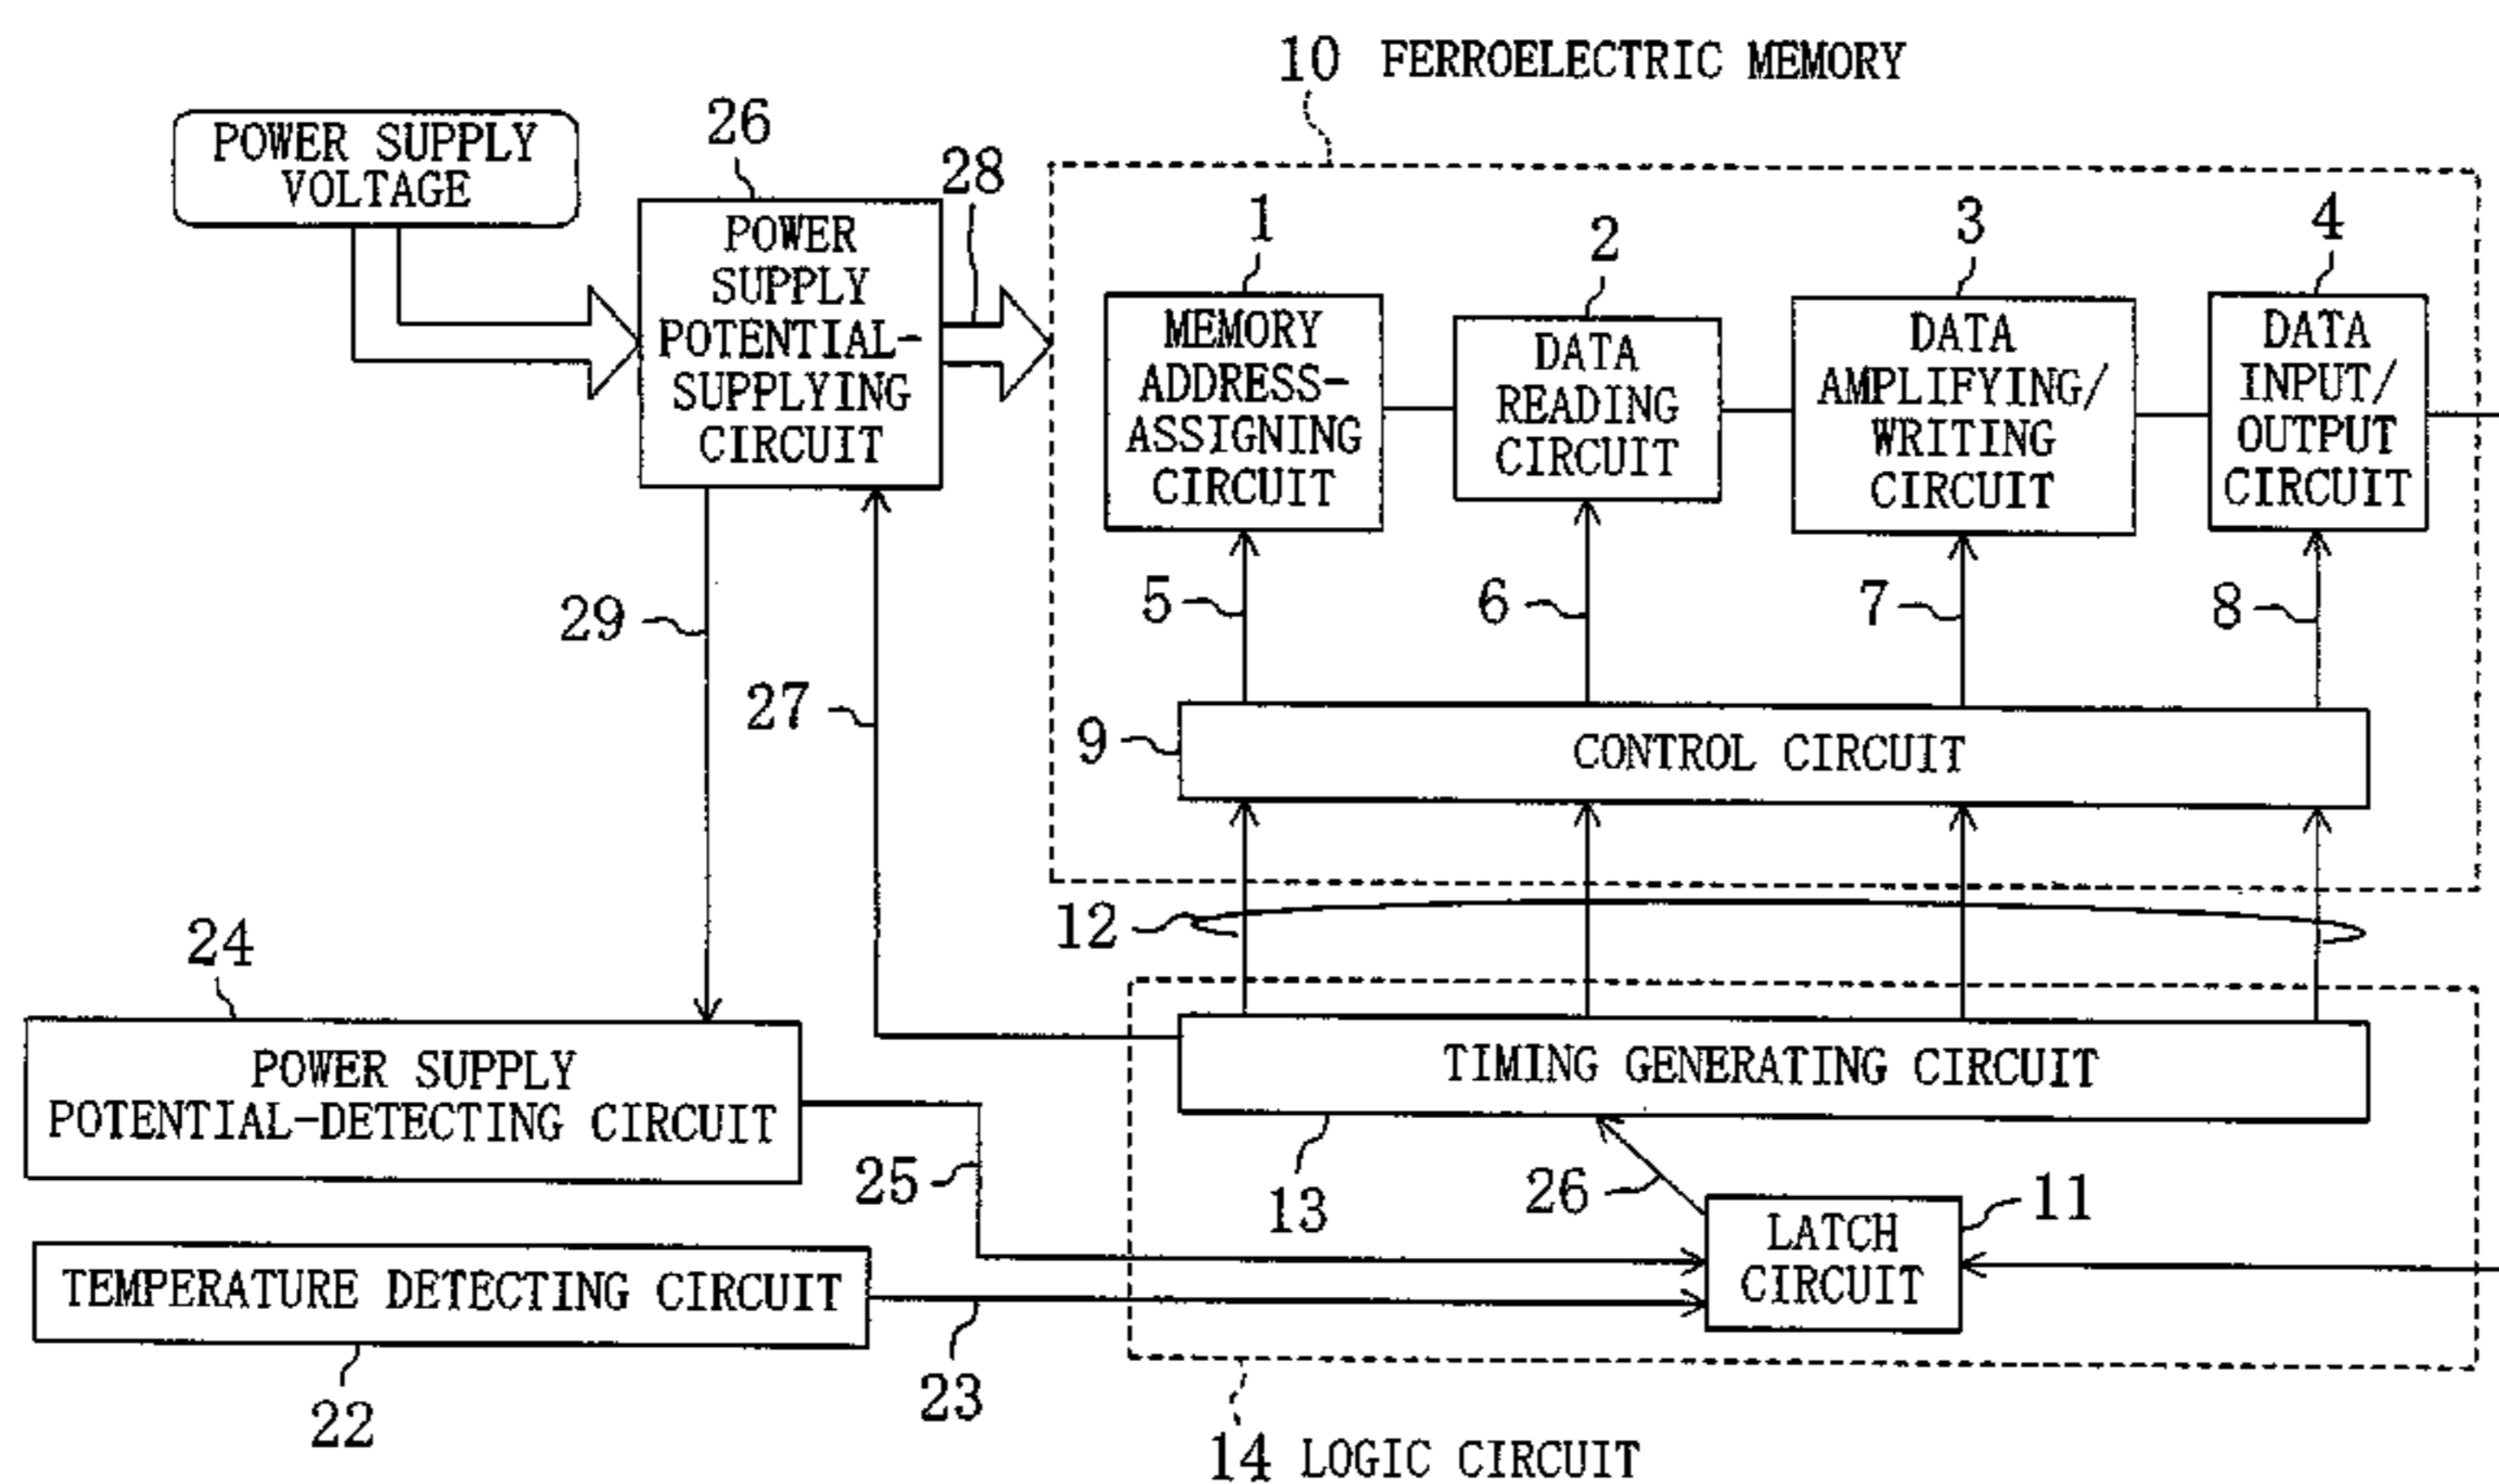 10 FERROELECTRIC MEMORY
POWER SUPPLY
VOLTAGE
26
28
POWER
SUPPLY
POTENTIAL-
SUPPLYING
CIRCUIT
1
MEMORY
ADDRESS-
ASSIGNING
CIRCUIT
2
DATA
READING
CIRCUIT
3
DATA
AMPLIFYING/
WRITING
CIRCUIT
4
DATA
INPUT/
OUTPUT
CIRCUIT
29
27
5
6
7
8
9
CONTROL CIRCUIT
12
24
POWER SUPPLY
POTENTIAL-DETECTING CIRCUIT
TIMING GENERATING CIRCUIT
25
13
26
11
LATCH
CIRCUIT
TEMPERATURE DETECTING CIRCUIT
22
23
14 LOGIC CIRCUIT